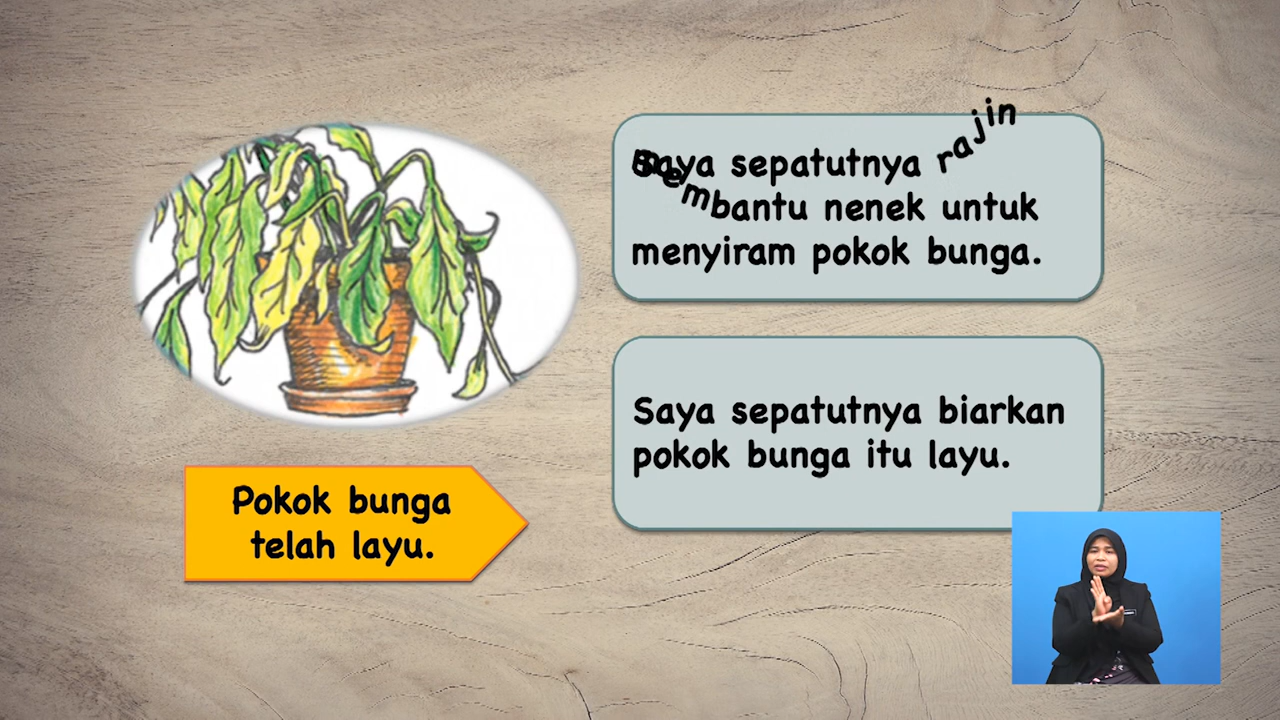 Saya sepatutnya rajin
membantu nenek untuk
menyiram pokok bunga.
Saya sepatutnya biarkan
pokok bunga itu layu.
Pokok bunga
telah layu.